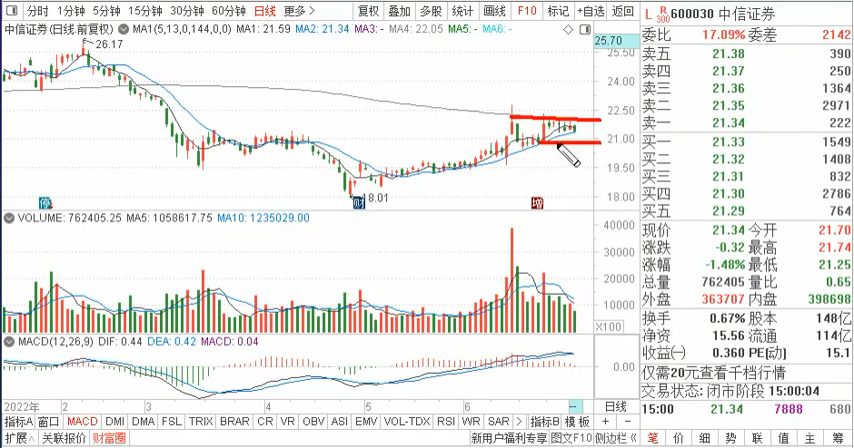 分时 1分钟 5分钟 15分钟 30分钟 60分钟 日线 更多 复权 叠加 多股 统计 画线 F10 标记 +自选 返回
L R 300 600030 中信证券
中信证券(日线.前复权) MA1(5,13,0,144,0,0) MA1: 21.59 MA2: 21.34 MA3: - MA4: 22.05 MA5: - MA6: -
委比 17.09% 委差 2142
卖五 21.38 390
卖四 21.37 250
卖三 21.36 1364
卖二 21.35 2971
卖一 21.34 222
买一 21.33 1549
买二 21.32 1408
买三 21.31 832
买四 21.30 2786
买五 21.29 764
现价 21.34 今开 21.70
涨跌 -0.32 最高 21.74
涨幅 -1.48% 最低 21.25
总量 762405 量比 0.65
外盘 363707 内盘 398698
换手 0.67% 股本 148亿
净资 15.56 流通 114亿
收益㈠ 0.360 PE(动) 15.1
仅需20元查看千档行情
交易状态: 闭市阶段 15:00:04
15:00 21.34 7888 680
26.17
25.70
25.50
24.00
22.50
21.00
19.50
18.00
18.01
财
增
VOLUME: 762405.25 MA5: 1058617.75 MA10: 1235029.00
40000
30000
20000
10000
X100
MACD(12,26,9) DIF: 0.44 DEA: 0.42 MACD: 0.04
0.00
2022年 2 3 4 5 6 日线
指标A 窗口 MACD DMI DMA FSL TRIX BRAR CR VR OBV ASI EMV VOL-TDX RSI WR SAR 指标B 模板 + -
扩展∧ 关联报价 财富圈 新用户福利专享 图文F10 侧边栏《
笔 价 细 势 联 值 主 筹